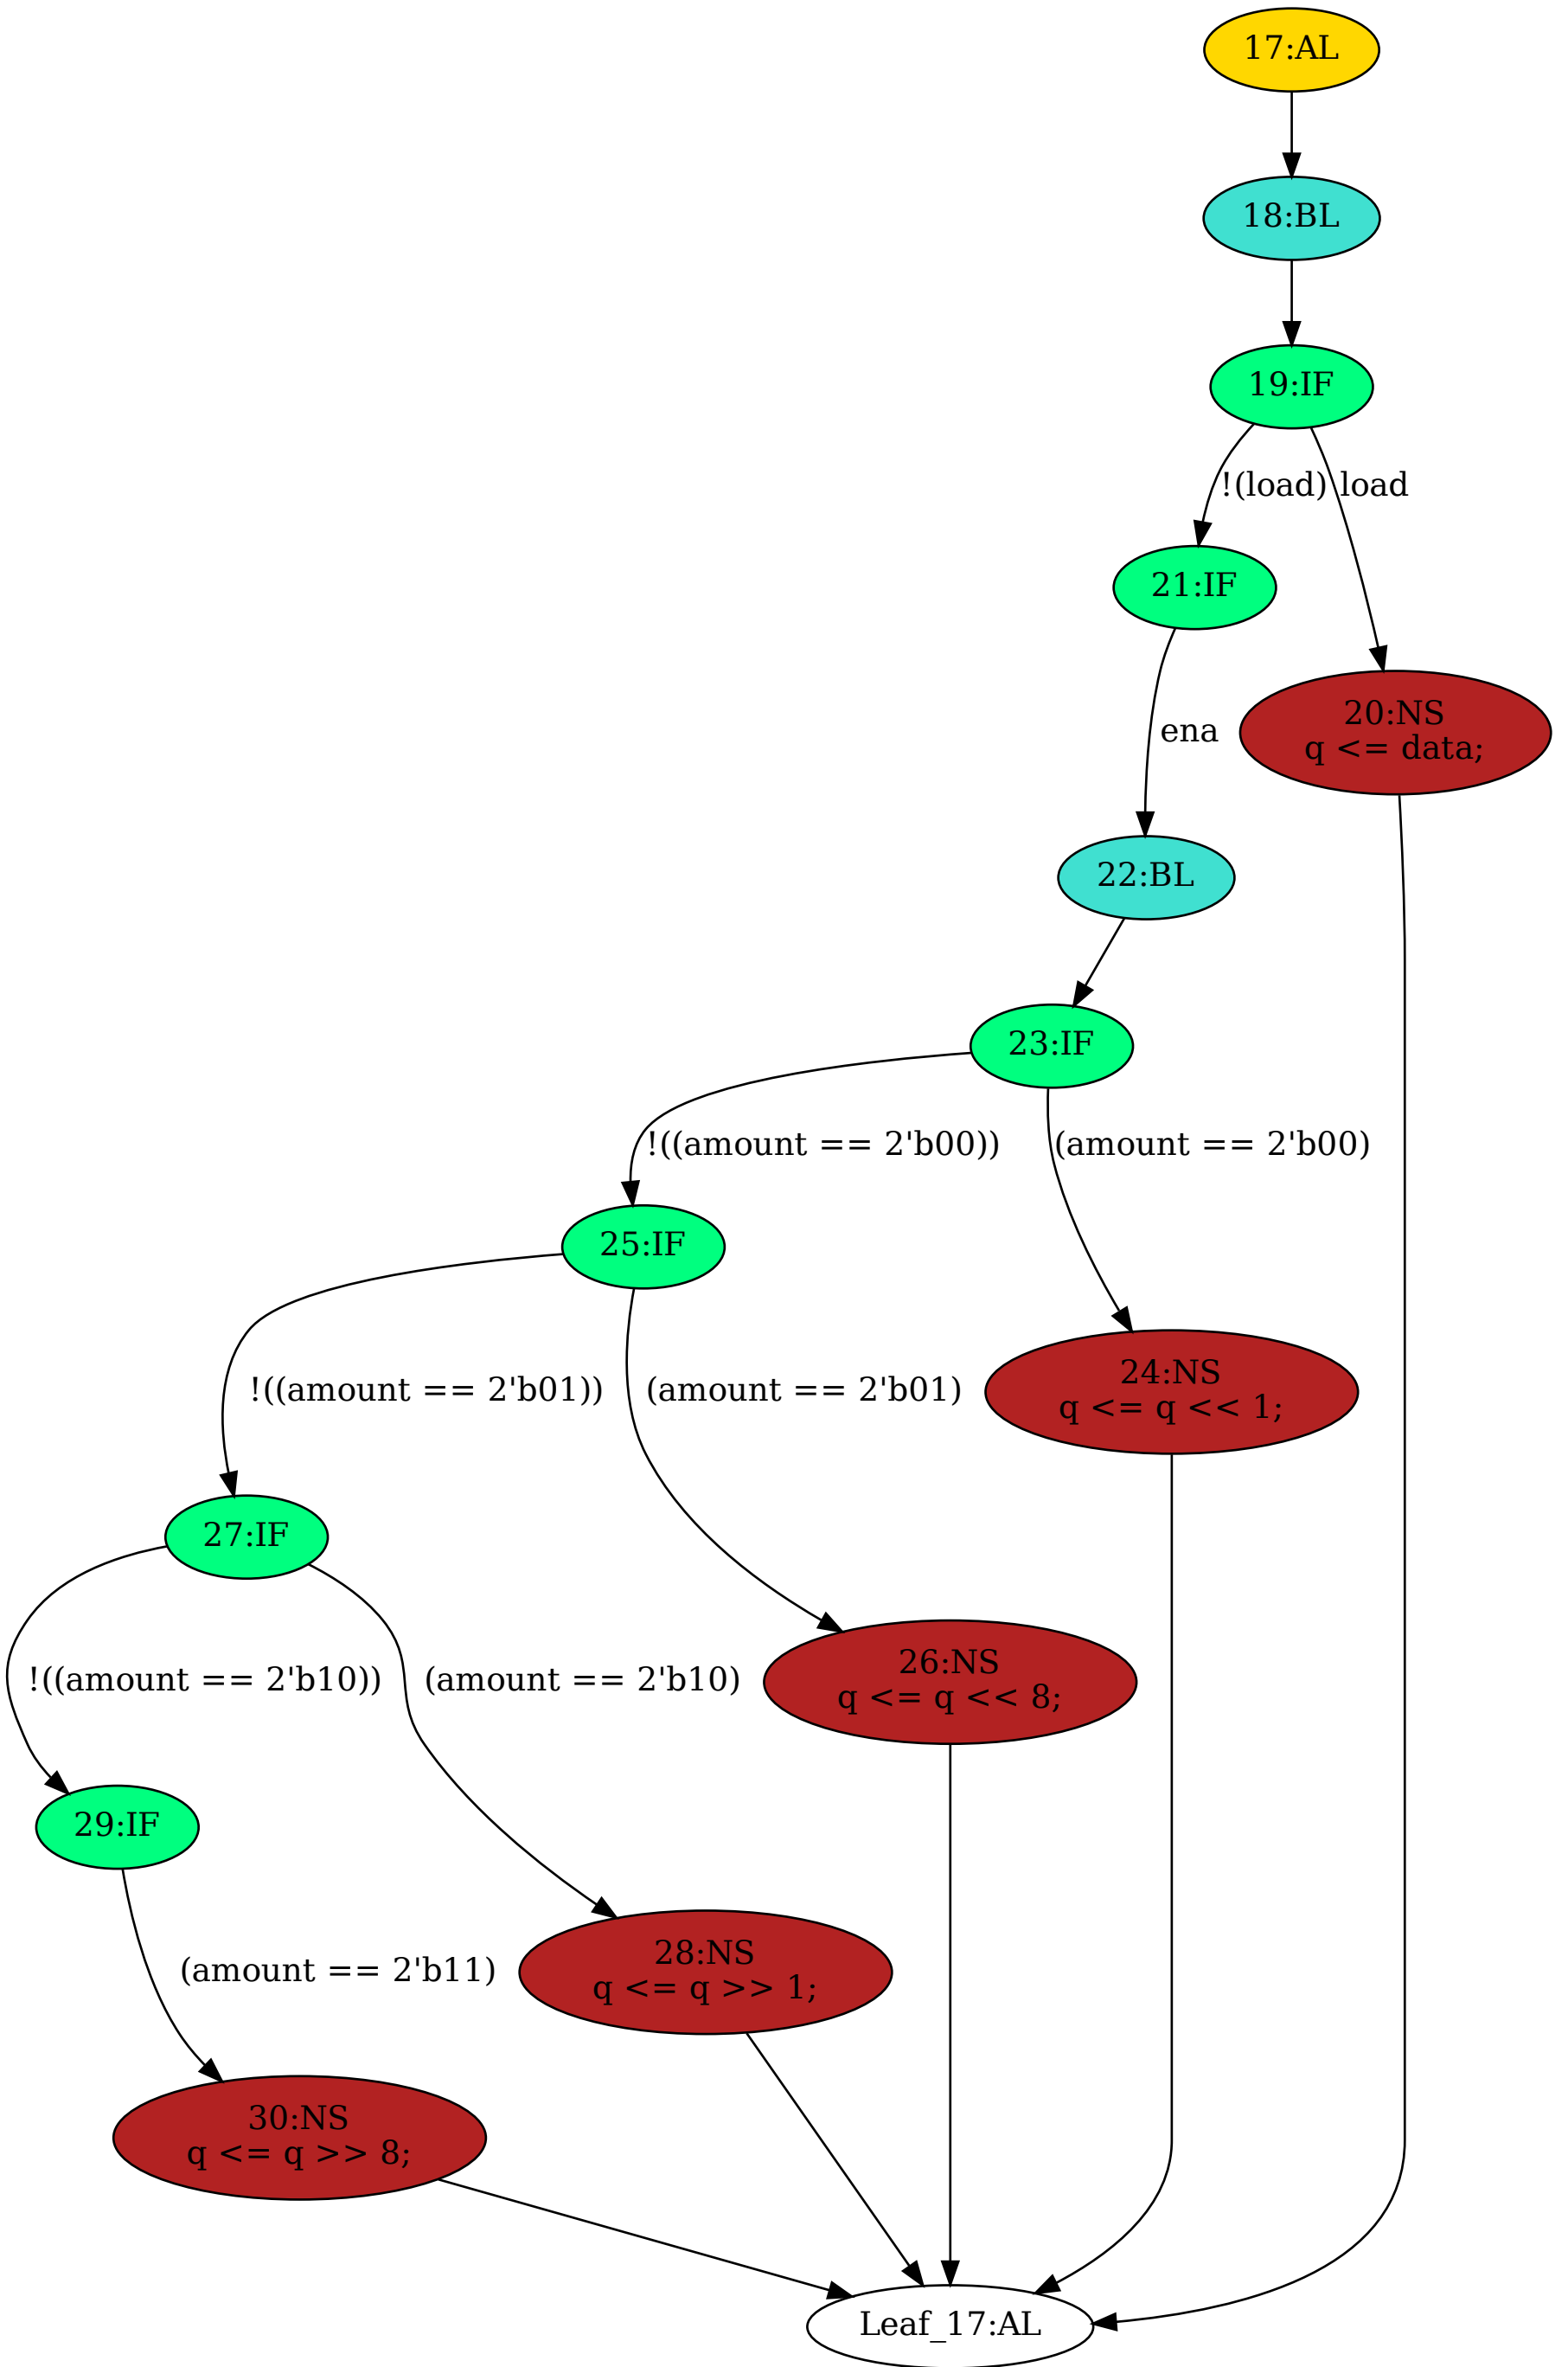 17:AL
18:BL
19:IF
!(load)
load
21:IF
20:NS
q <= data;
ena
22:BL
23:IF
!((amount == 2'b00))
(amount == 2'b00)
25:IF
!((amount == 2'b01))
(amount == 2'b01)
24:NS
q <= q << 1;
27:IF
!((amount == 2'b10))
(amount == 2'b10)
26:NS
q <= q << 8;
29:IF
(amount == 2'b11)
28:NS
q <= q >> 1;
30:NS
q <= q >> 8;
Leaf_17:AL